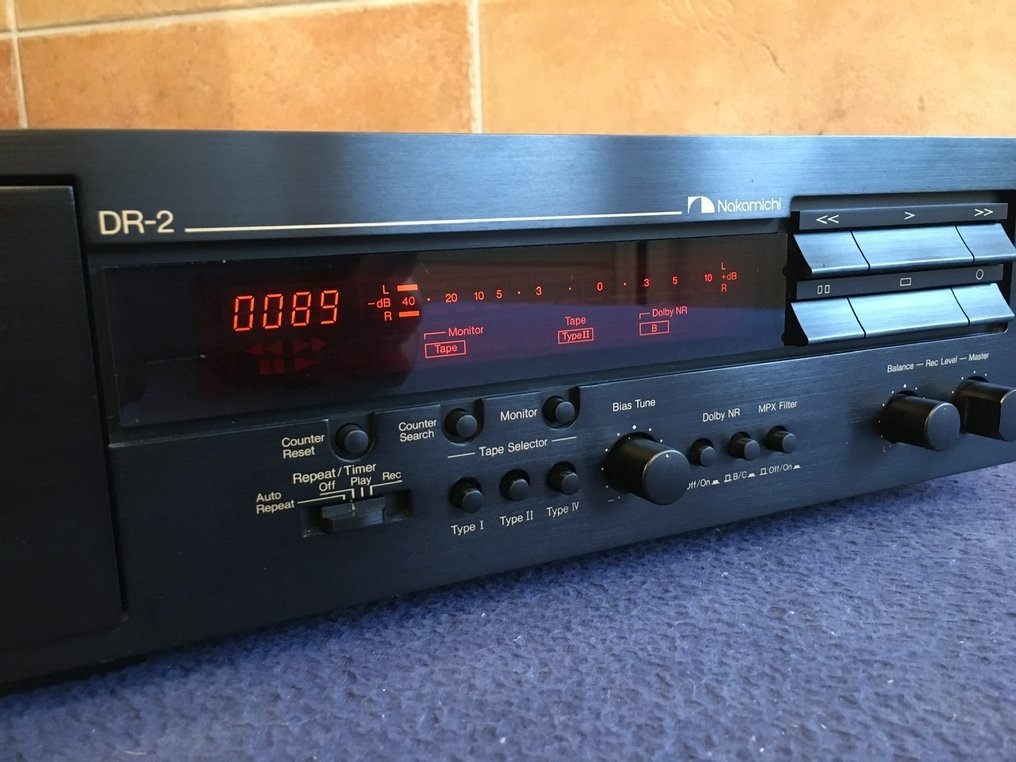 DR-2
Nakamichi
<< > >>
0089
L
-dB 40 · 20 10 5 · 3 · 0 · 3 5 10 +dB
R
L
R
Monitor
Tape
Tape
Type II
Dolby NR
B
Balance — Rec Level — Master
Counter Reset
Counter Search
Monitor
Tape Selector
Bias Tune
Dolby NR
MPX Filter
Repeat/Timer
Off Play Rec
Auto Repeat
Type I Type II Type IV
Off/On
B/C
Off/On